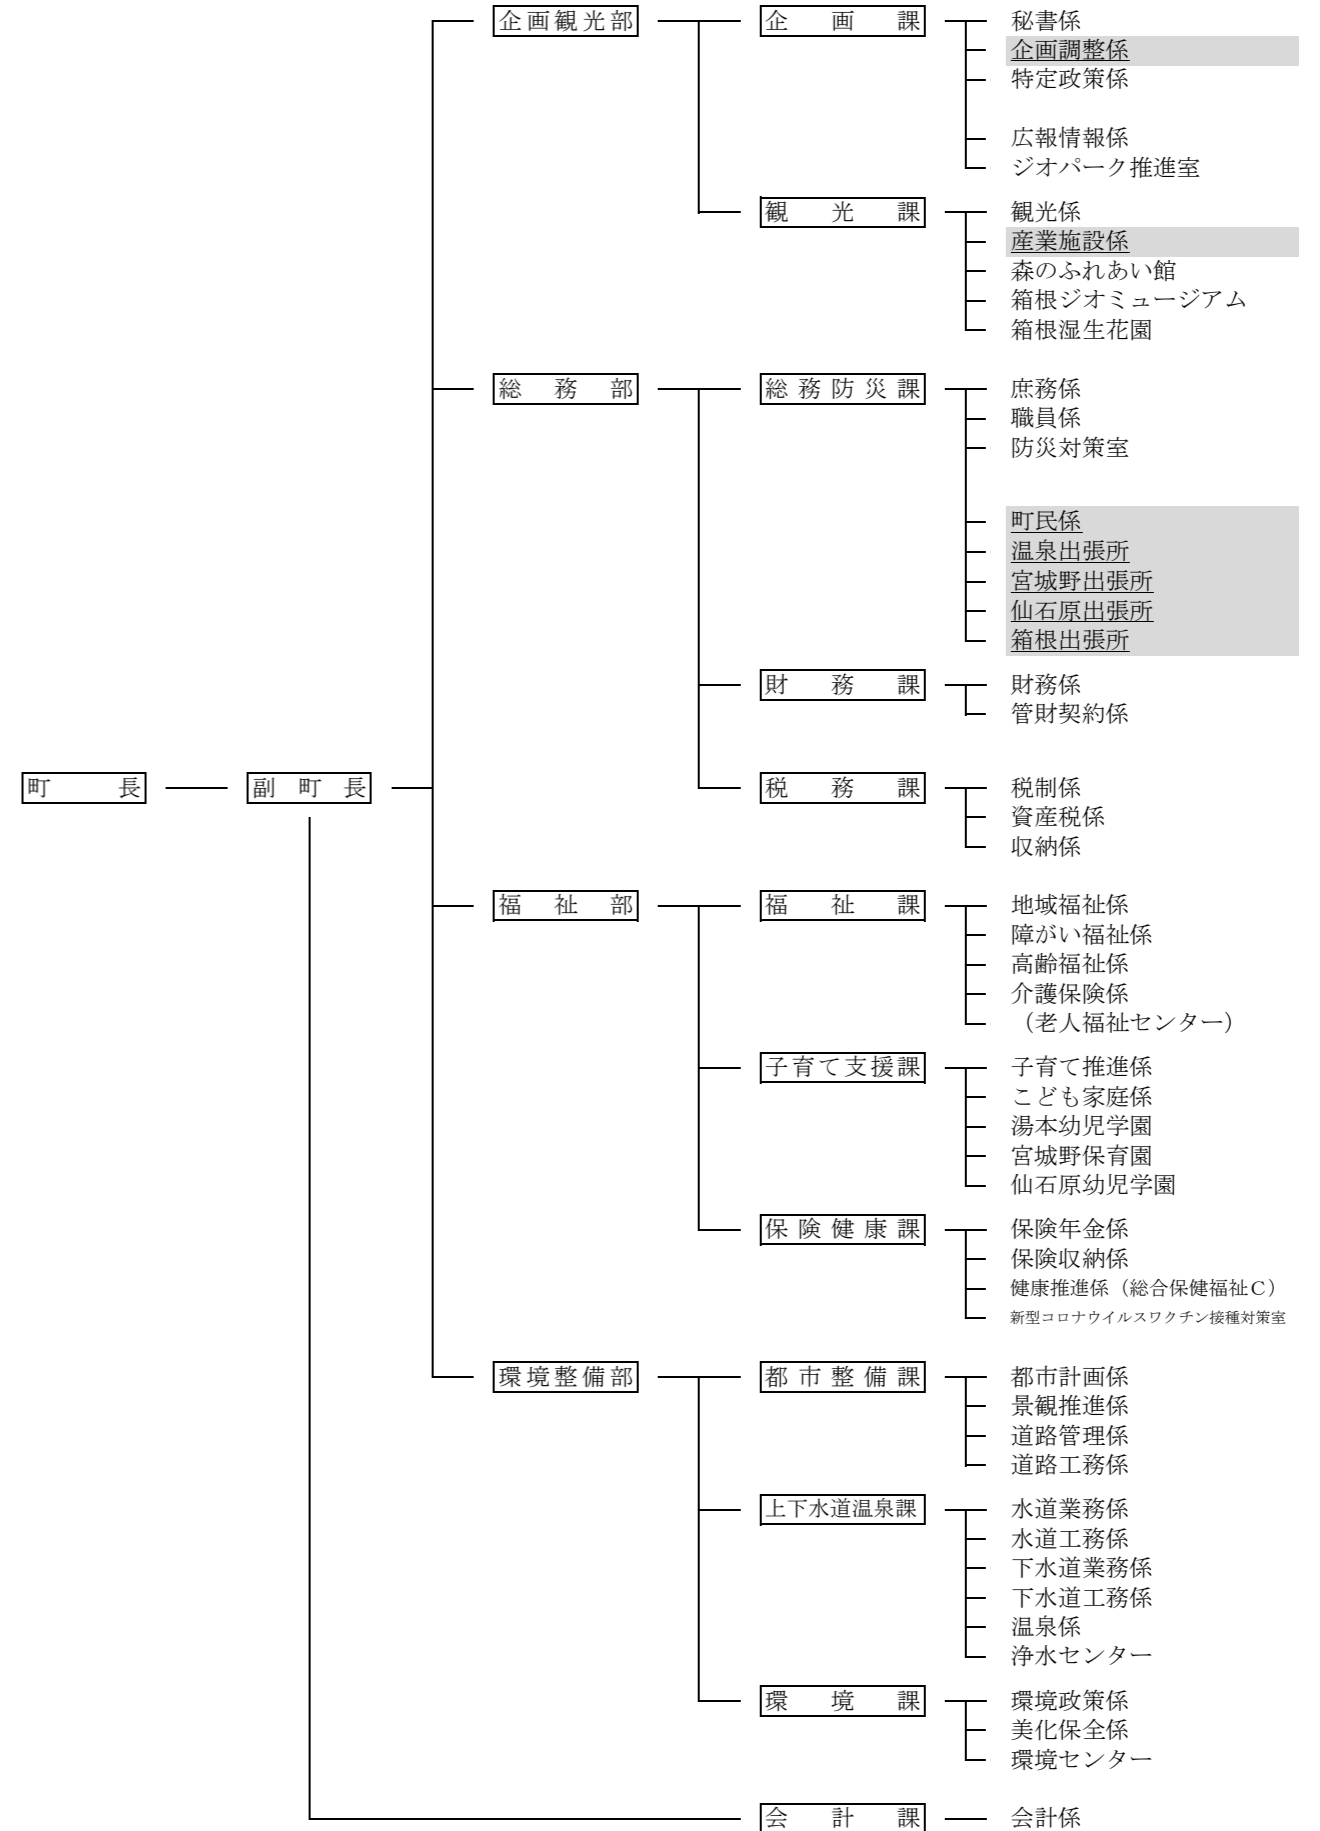 企画観光部 企画課 秘書係
企画調整係
特定政策係
広報情報係
ジオパーク推進室
観光課 観光係
産業施設係
森のふれあい館
箱根ジオミュージアム
箱根湿生花園
総務部 総務防災課 庶務係
職員係
防災対策室
町民係
温泉出張所
宮城野出張所
仙石原出張所
箱根出張所
財務課 財務係
管財契約係
町長 副町長 税務課 税制係
資産税係
収納係
福祉部 福祉課 地域福祉係
障がい福祉係
高齢福祉係
介護保険係
（老人福祉センター）
子育て支援課 子育て推進係
こども家庭係
湯本幼児学園
宮城野保育園
仙石原幼児学園
保険健康課 保険年金係
保険収納係
健康推進係（総合保健福祉Ｃ）
新型コロナウイルスワクチン接種対策室
環境整備部 都市整備課 都市計画係
景観推進係
道路管理係
道路工務係
上下水道温泉課 水道業務係
水道工務係
下水道業務係
下水道工務係
温泉係
浄水センター
環境課 環境政策係
美化保全係
環境センター
会計課 会計係